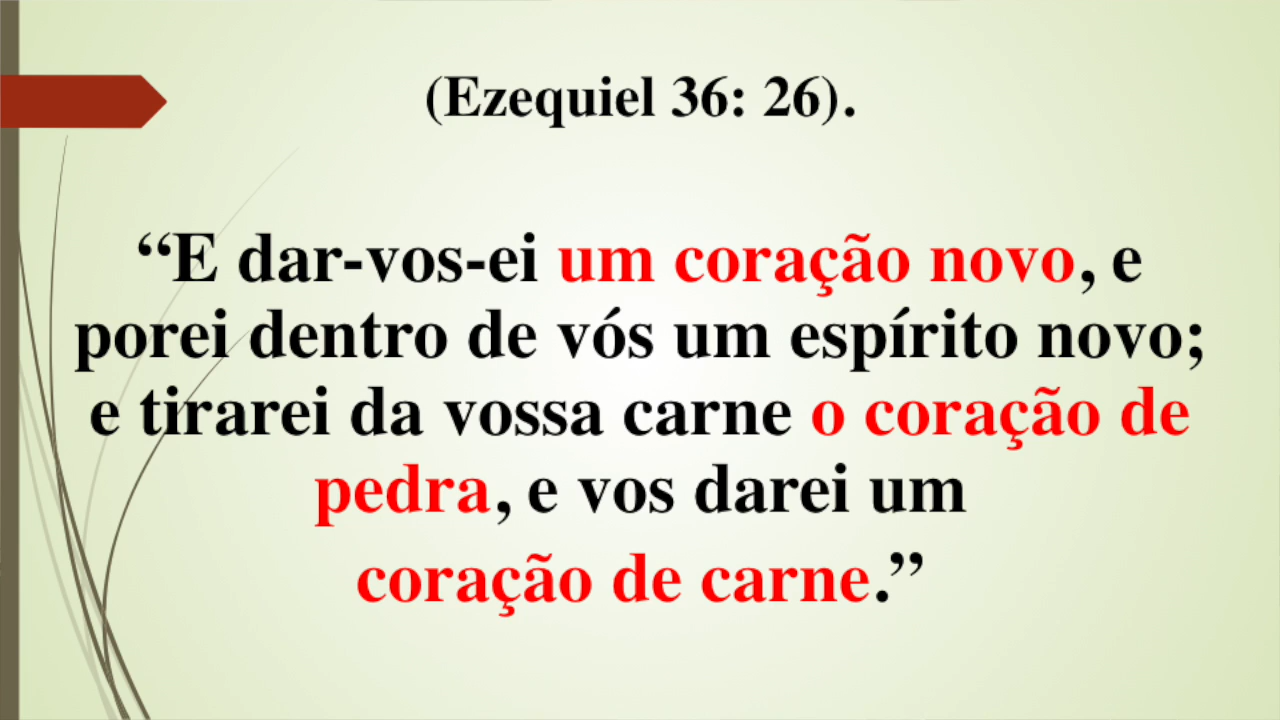 (Ezequiel 36: 26).
“E dar-vos-ei um coração novo, e
porei dentro de vós um espírito novo;
e tirarei da vossa carne o coração de
pedra, e vos darei um
coração de carne.”